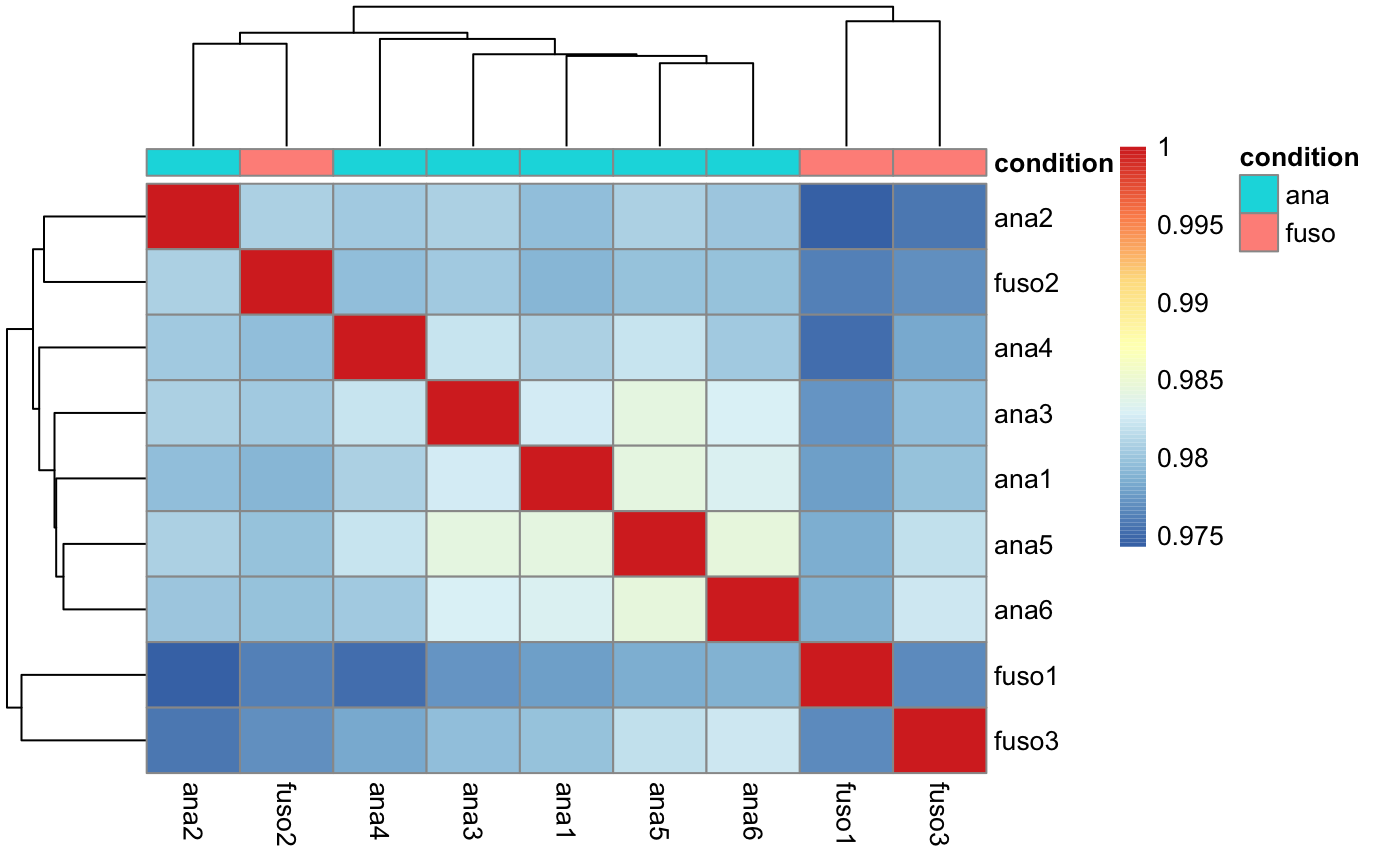 condition
ana2
fuso2
ana4
ana3
ana1
ana5
ana6
fuso1
fuso3
ana2
fuso2
ana4
ana3
ana1
ana5
ana6
fuso1
fuso3
1
0.995
0.99
0.985
0.98
0.975
condition
ana
fuso